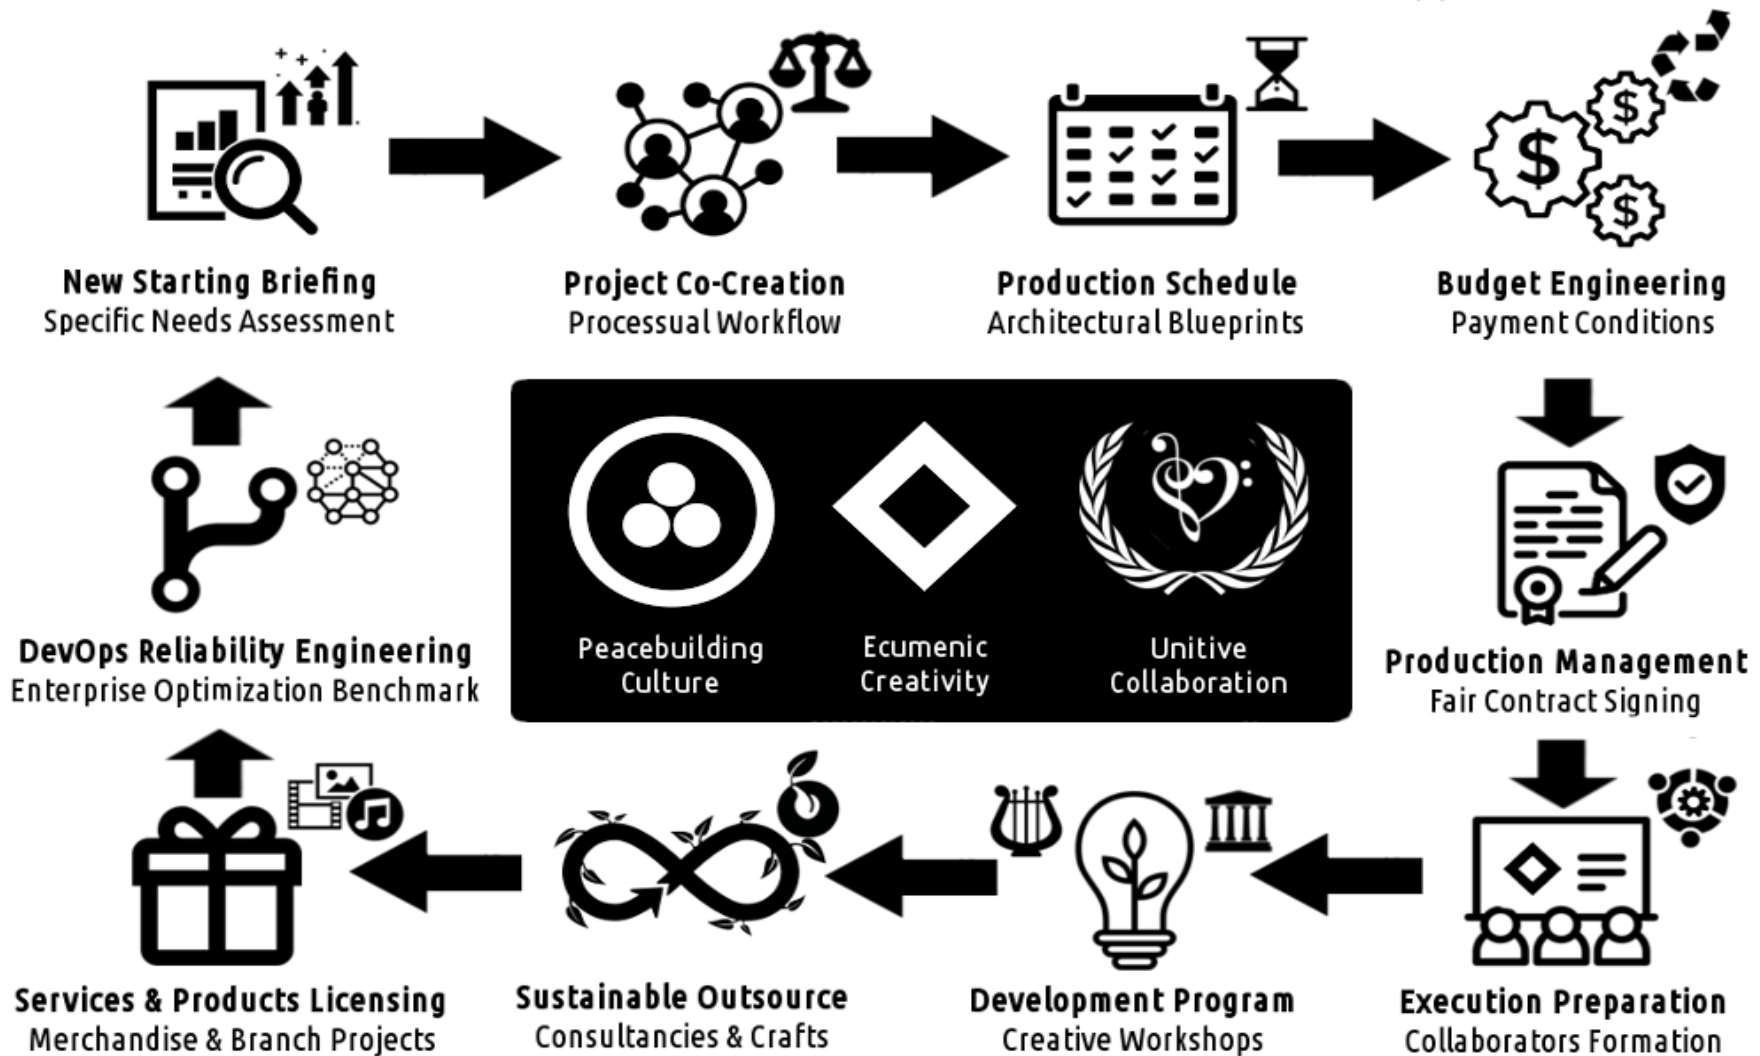 New Starting Briefing
Specific Needs Assessment
Project Co-Creation
Processual Workflow
Production Schedule
Architectural Blueprints
Budget Engineering
Payment Conditions
$
$
$
DevOps Reliability Engineering
Enterprise Optimization Benchmark
Peacebuilding
Culture
Ecumenic
Creativity
Unitive
Collaboration
Production Management
Fair Contract Signing
Services & Products Licensing
Merchandise & Branch Projects
Sustainable Outsource
Consultancies & Crafts
Development Program
Creative Workshops
Execution Preparation
Collaborators Formation